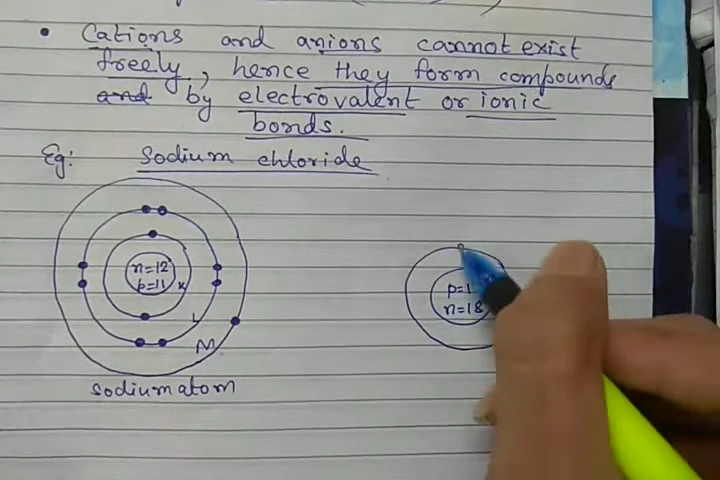 • Cations and anions cannot exist
freely, hence they form compounds
and by electrovalent or ionic
bonds.
Eg: Sodium chloride
n=12
p=11 K
L
M
sodium atom
p=1
n=18